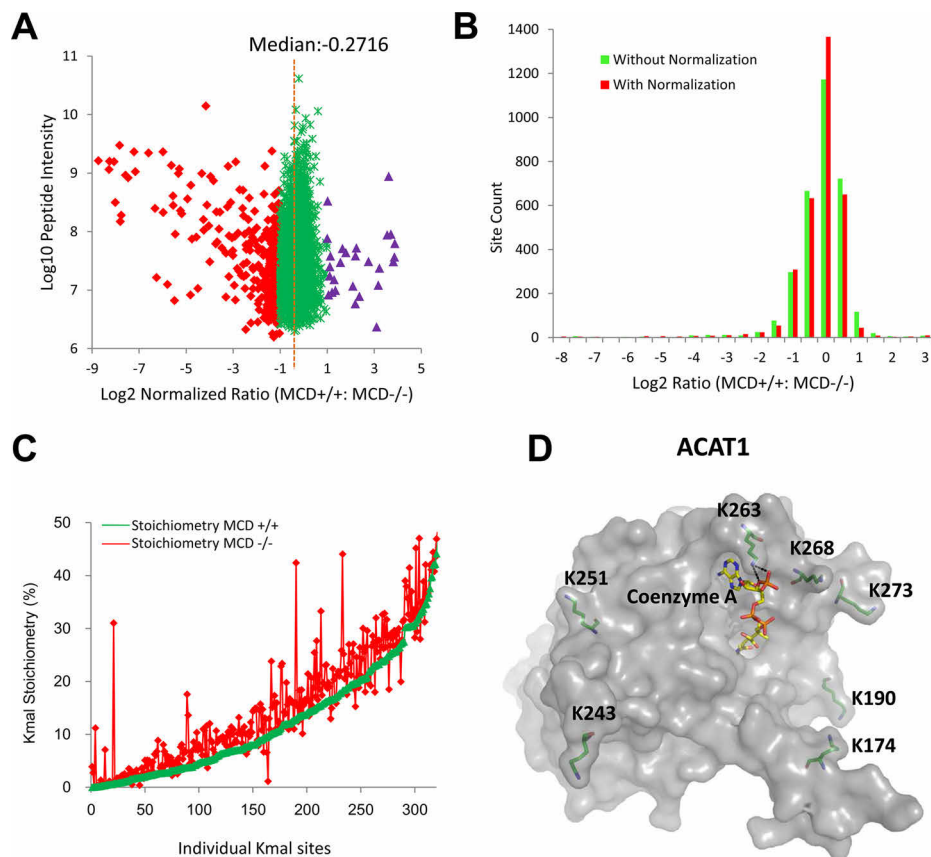 A
Median:-0.2716
11
10
9
8
7
6
Log10 Peptide Intensity
-9 -7 -5 -3 -1 1 3 5
Log2 Normalized Ratio (MCD+/+: MCD-/-)
B
1400
1200
1000
800
600
400
200
0
Site Count
Without Normalization
With Normalization
-8 -7 -6 -5 -4 -3 -2 -1 0 1 2 3
Log2 Ratio (MCD+/+: MCD-/-)
C
50
40
30
20
10
0
Kmal Stoichiometry (%)
Stoichiometry MCD +/+
Stoichiometry MCD -/-
0 50 100 150 200 250 300
Individual Kmal sites
D
ACAT1
K263
K268
K251
Coenzyme A
K273
K190
K243
K174